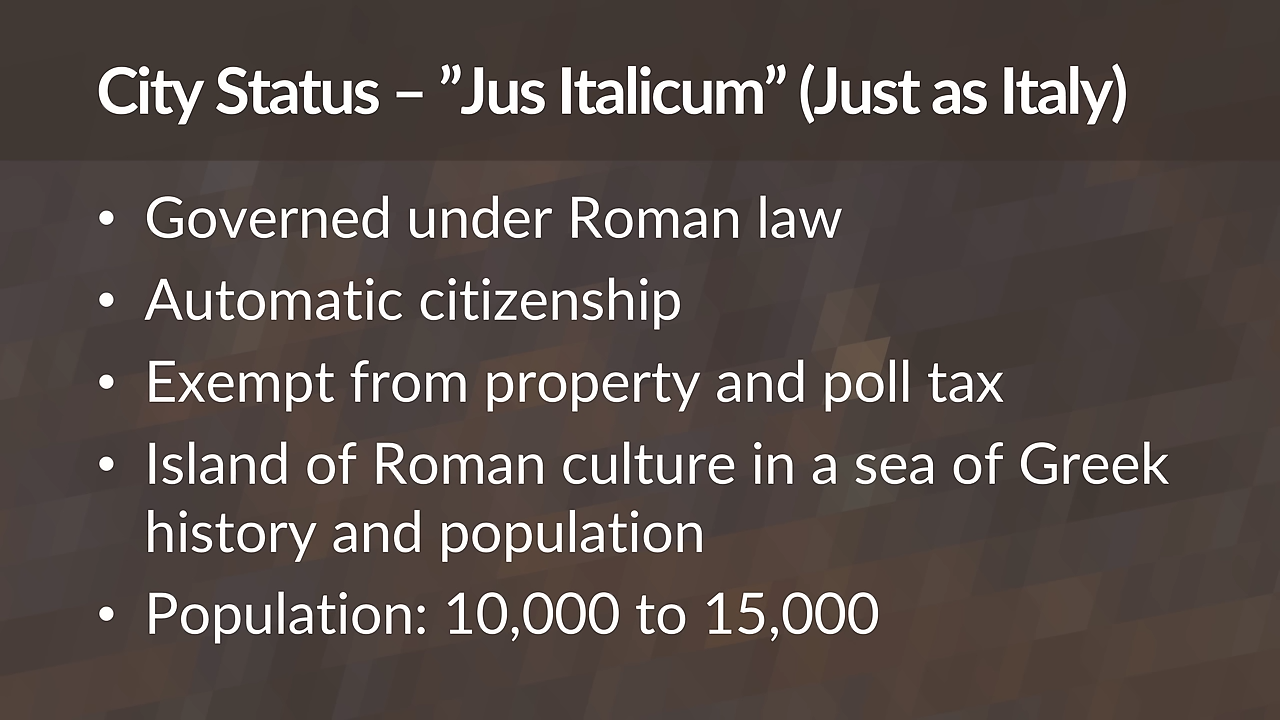 City Status – ”Jus Italicum” (Just as Italy)
• Governed under Roman law
• Automatic citizenship
• Exempt from property and poll tax
• Island of Roman culture in a sea of Greek
history and population
• Population: 10,000 to 15,000